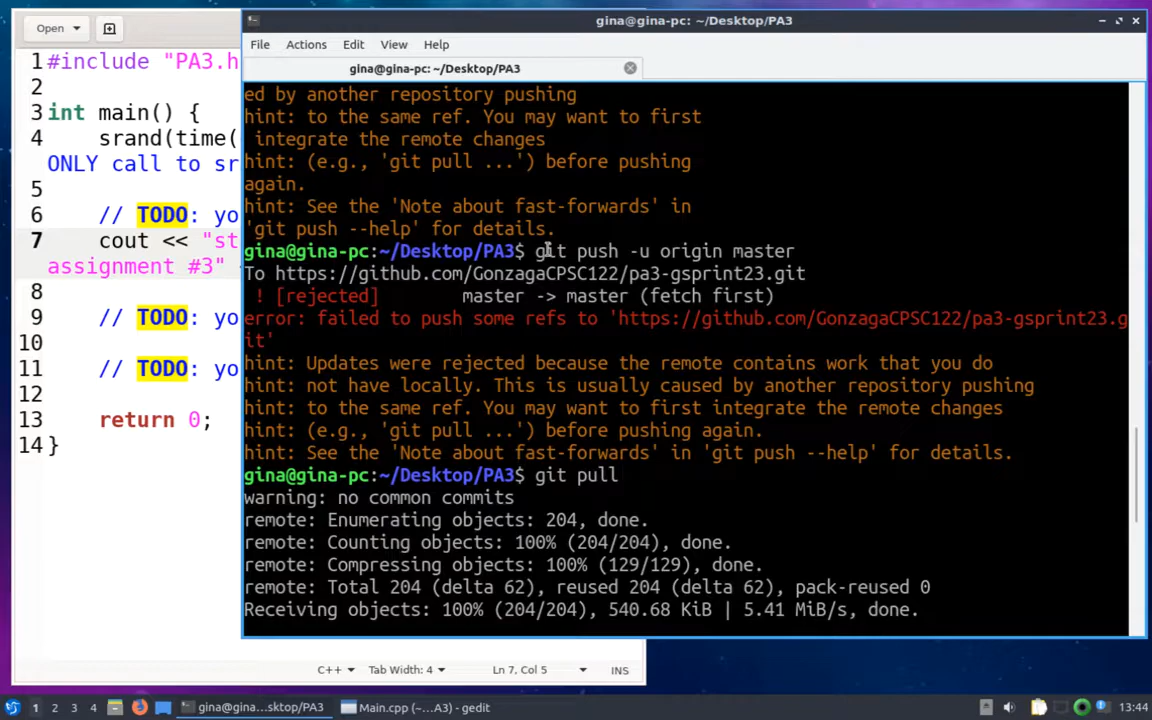 Open
gina@gina-pc: ~/Desktop/PA3
File Actions Edit View Help
gina@gina-pc: ~/Desktop/PA3
1 #include "PA3.h
2
3 int main() {
4 srand(time(
ONLY call to sr
5
6 // TODO: yo
7 cout << "st
assignment #3"
8
9 // TODO: yo
10
11 // TODO: yo
12
13 return 0;
14 }
ed by another repository pushing
hint: to the same ref. You may want to first
integrate the remote changes
hint: (e.g., 'git pull ...') before pushing
again.
hint: See the 'Note about fast-forwards' in
'git push --help' for details.
gina@gina-pc:~/Desktop/PA3$ git push -u origin master
To https://github.com/GonzagaCPSC122/pa3-gsprint23.git
! [rejected] master -> master (fetch first)
error: failed to push some refs to 'https://github.com/GonzagaCPSC122/pa3-gsprint23.g
it'
hint: Updates were rejected because the remote contains work that you do
hint: not have locally. This is usually caused by another repository pushing
hint: to the same ref. You may want to first integrate the remote changes
hint: (e.g., 'git pull ...') before pushing again.
hint: See the 'Note about fast-forwards' in 'git push --help' for details.
gina@gina-pc:~/Desktop/PA3$ git pull
warning: no common commits
remote: Enumerating objects: 204, done.
remote: Counting objects: 100% (204/204), done.
remote: Compressing objects: 100% (129/129), done.
remote: Total 204 (delta 62), reused 204 (delta 62), pack-reused 0
Receiving objects: 100% (204/204), 540.68 KiB | 5.41 MiB/s, done.
C++ Tab Width: 4 Ln 7, Col 5 INS
1 2 3 4 gina@gina...sktop/PA3 Main.cpp (~...A3) - gedit 13:44